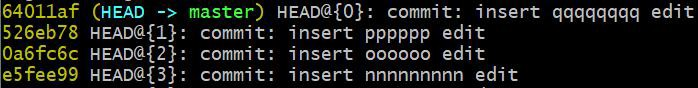 64011af (HEAD -> master) HEAD@{0}: commit: insert qqqqqqqq edit
526eb78 HEAD@{1}: commit: insert pppppp edit
0a6fc6c HEAD@{2}: commit: insert oooooo edit
e5fee99 HEAD@{3}: commit: insert nnnnnnnnn edit